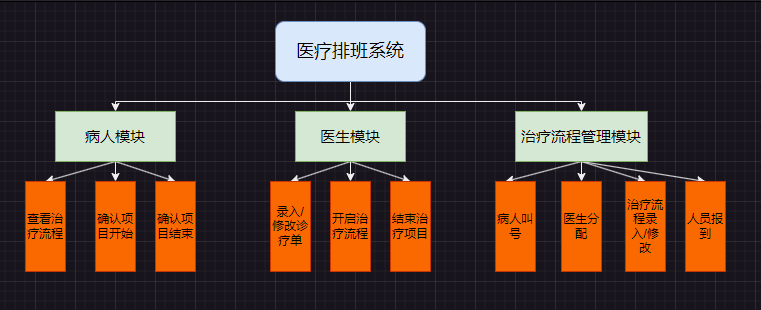 医疗排班系统
病人模块
医生模块
治疗流程管理模块
查看治
疗流程
确认项
目开始
确认项
目结束
录入/
修改诊
疗单
开启治
疗流程
结束治
疗项目
病人叫
号
医生分
配
治疗流
程录
入/修
改
人员报
到